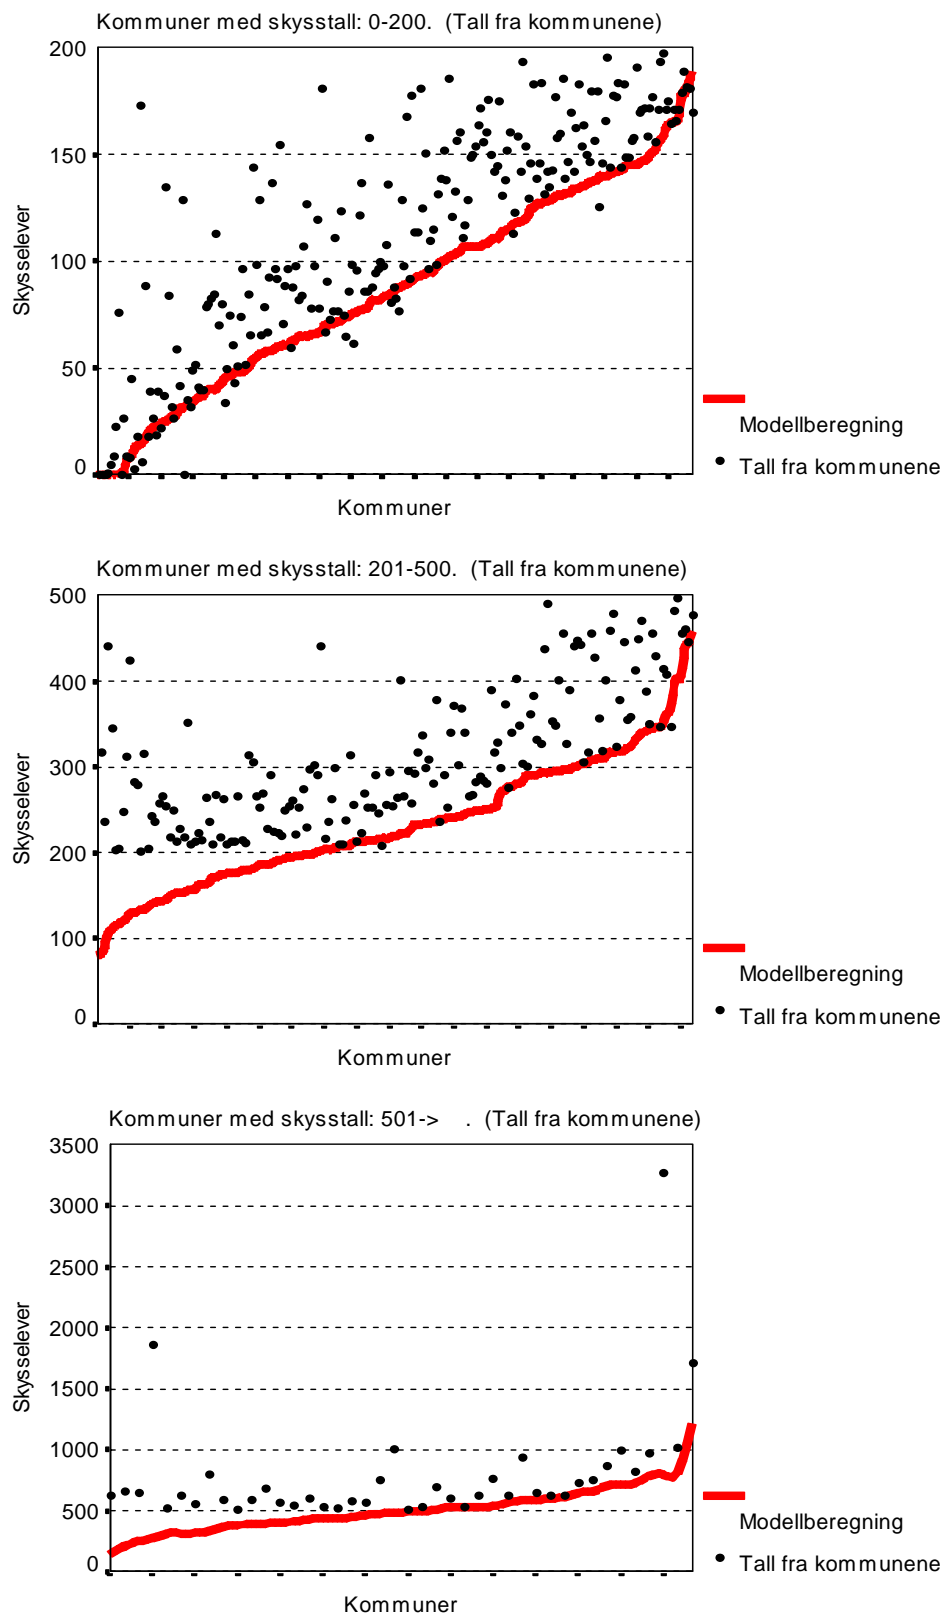 Kommuner med skysstall: 0-200. (Tall fra kommunene)
200
150
100
50
0
Skysselever
Kommuner
Modellberegning
Tall fra kommunene
Kommuner med skysstall: 201-500. (Tall fra kommunene)
500
400
300
200
100
0
Skysselever
Kommuner
Modellberegning
Tall fra kommunene
Kommuner med skysstall: 501-> . (Tall fra kommunene)
3500
3000
2500
2000
1500
1000
500
0
Skysselever
Kommuner
Modellberegning
Tall fra kommunene